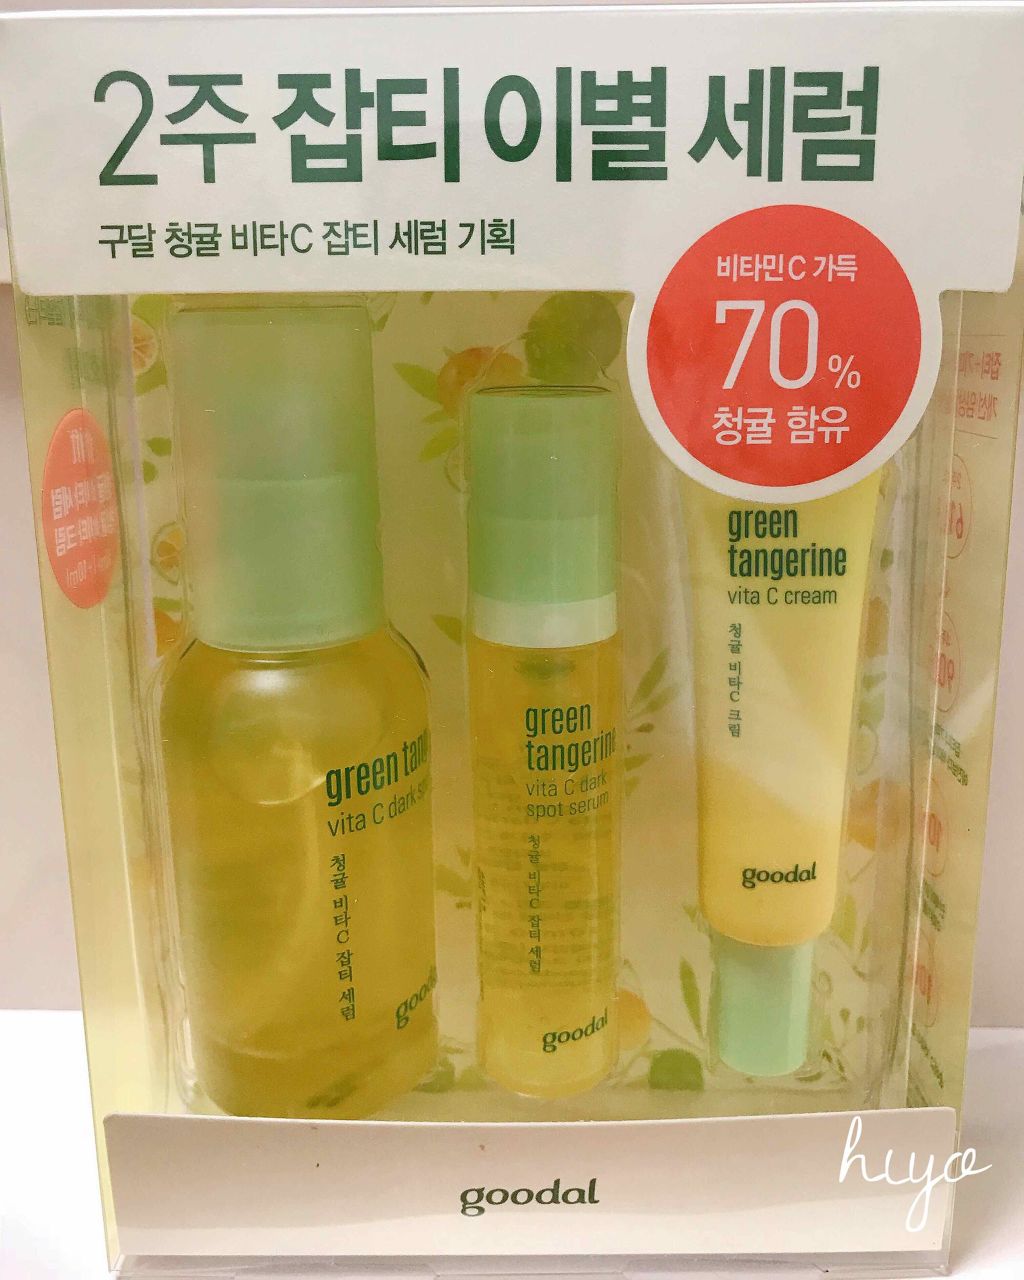 2주 잡티 이별 세럼
구달 청귤 비타C 잡티 세럼 기획
비타민C 가득
70%
청귤 함유
green
tangerine
vita C cream
청귤 비타C 크림
goodal
green
tangerine
vita C dark
spot serum
청귤 비타C 잡티 세럼
goodal
green
vita C dark
청귤 비타C 잡티 세럼
goodal
hiyo